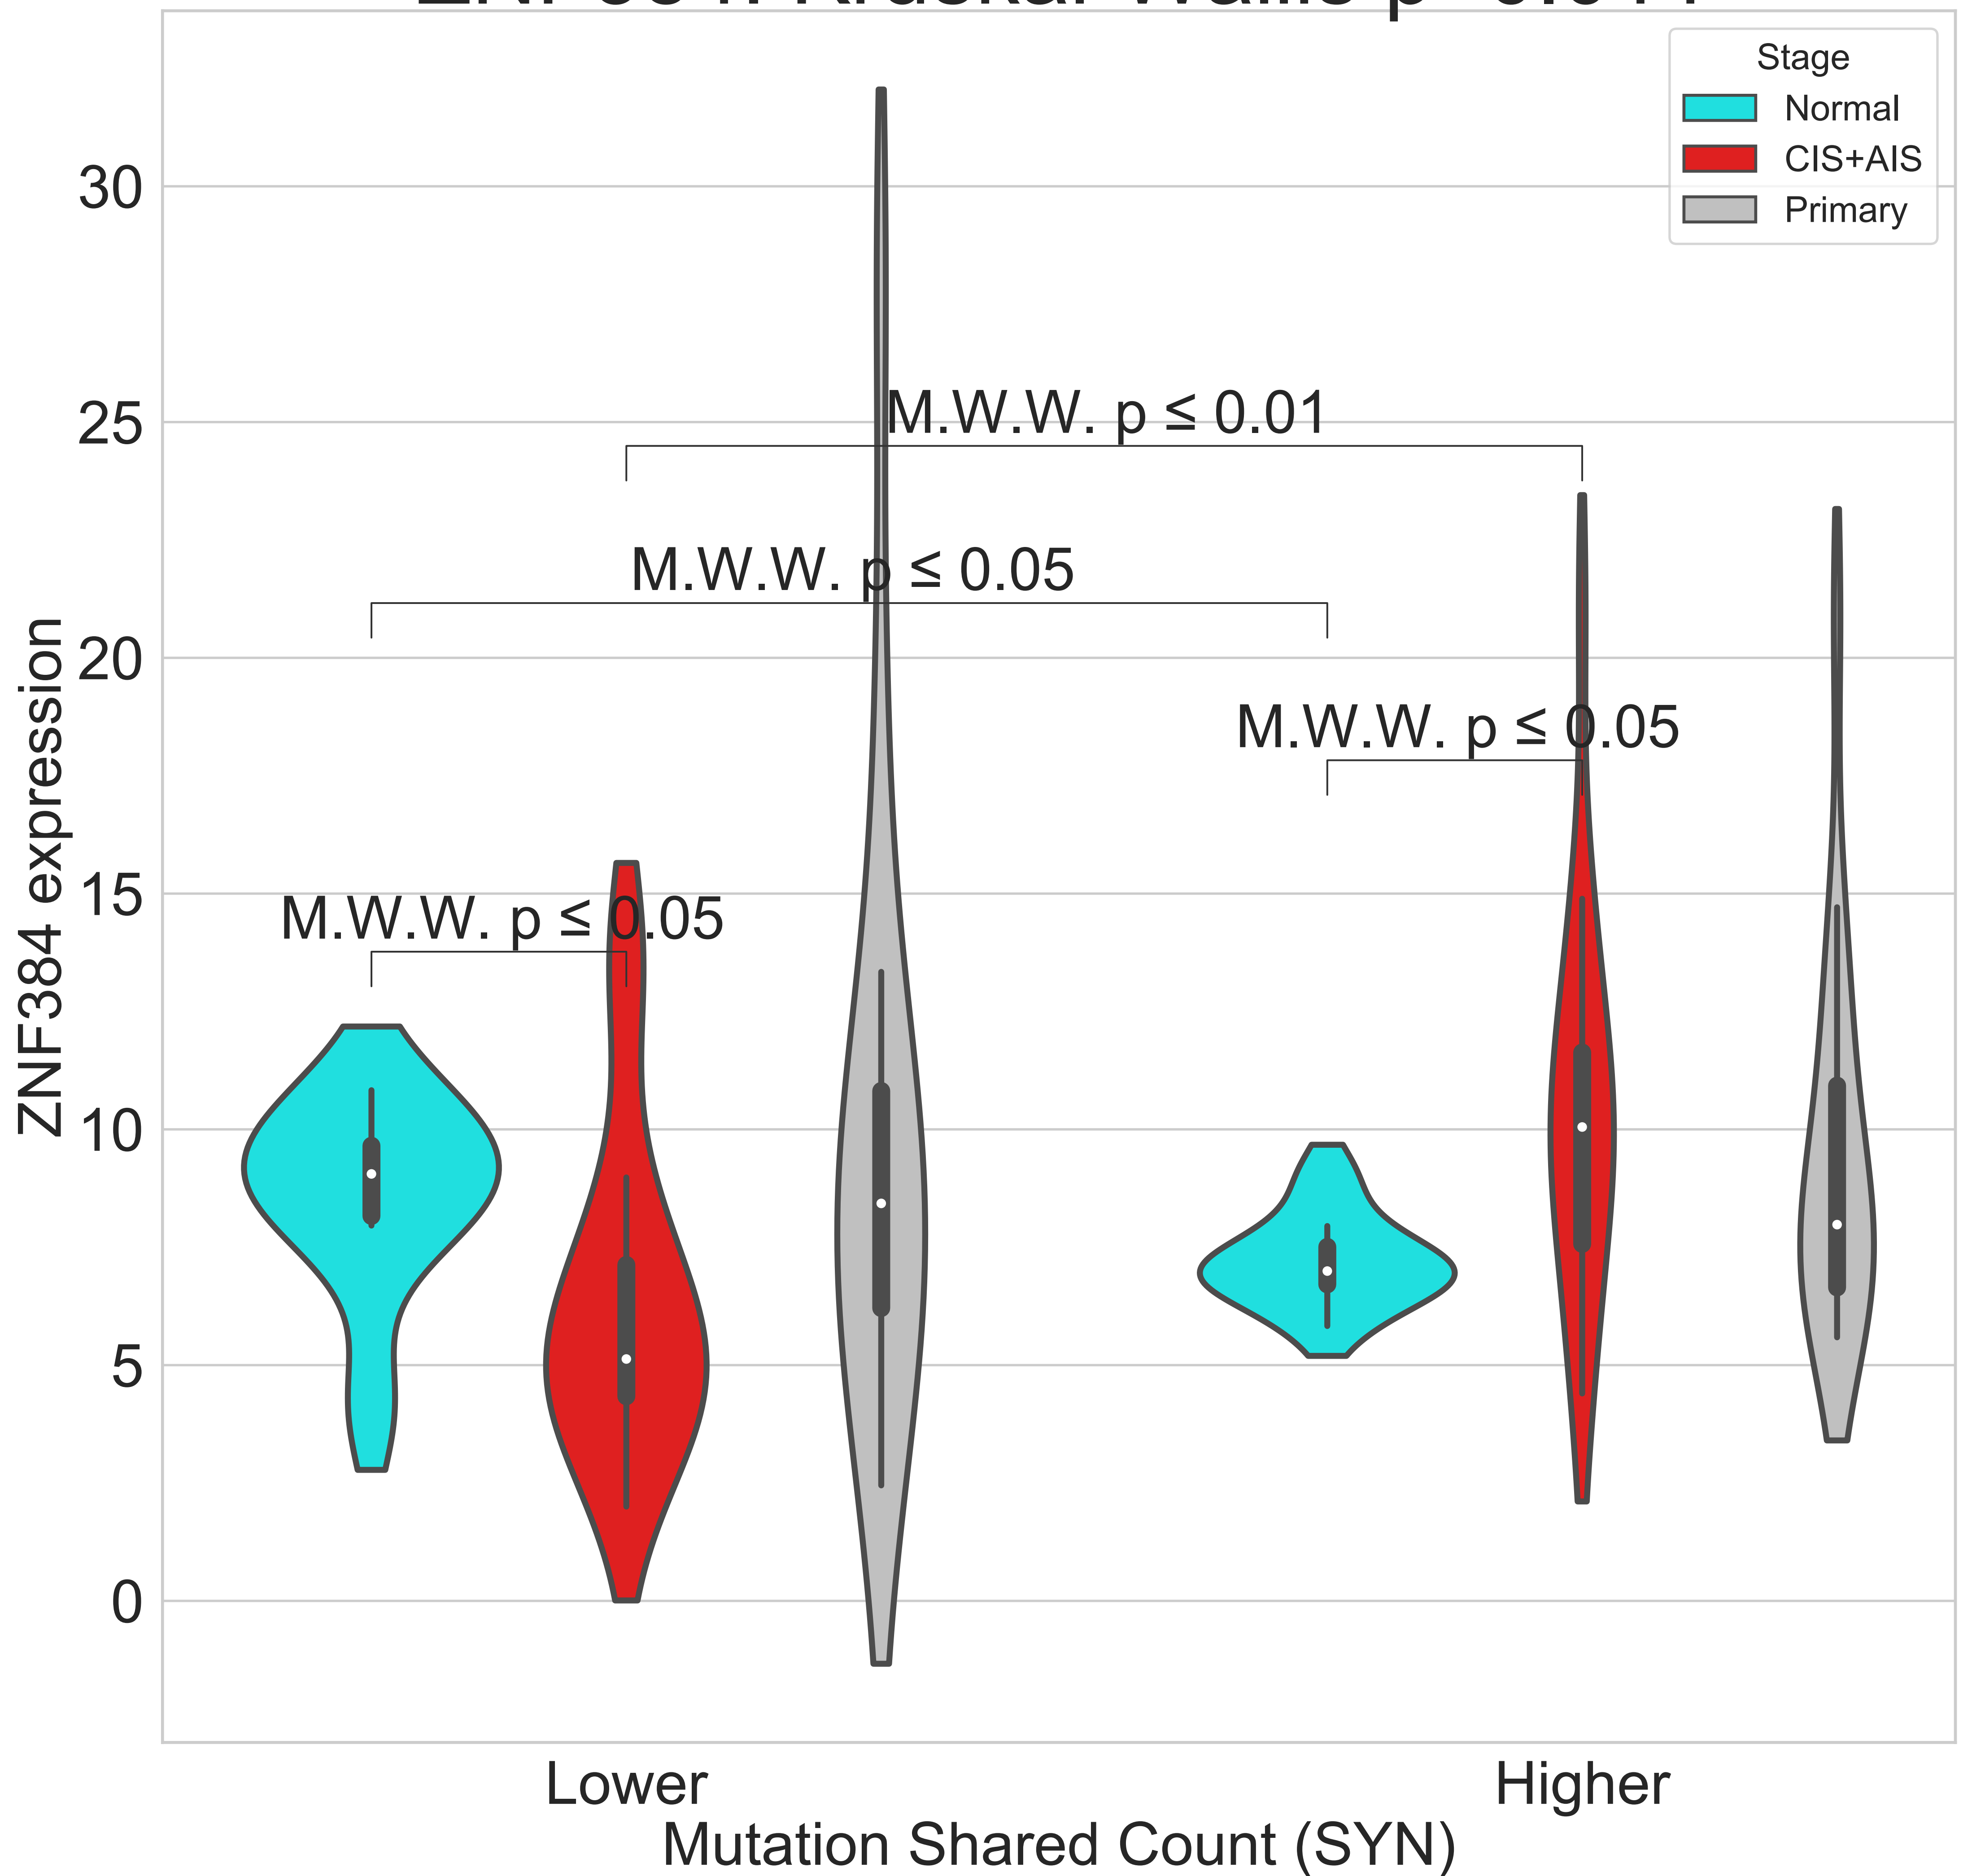 Stage
Normal
CIS+AIS
Primary
30
25
20
15
10
5
0
ZNF384 expression
M.W.W. p ≤ 0.01
M.W.W. p ≤ 0.05
M.W.W. p ≤ 0.05
M.W.W. p ≤ 0.05
Lower
Higher
Mutation Shared Count (SYN)